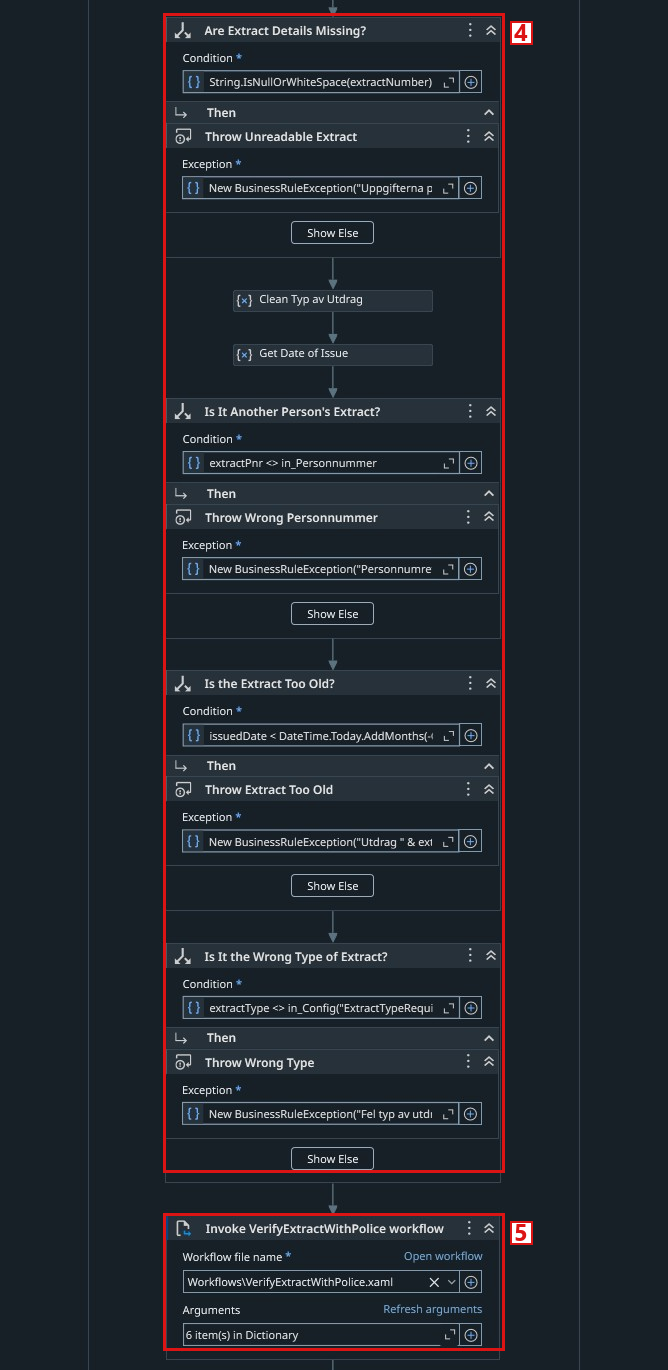 Are Extract Details Missing?
4
Condition *
String.IsNullOrWhiteSpace(extractNumber)
Then
Throw Unreadable Extract
Exception *
New BusinessRuleException("Uppgifterna p
Show Else
{x} Clean Typ av Utdrag
{x} Get Date of Issue
Is It Another Person's Extract?
Condition *
extractPnr <> in_Personnummer
Then
Throw Wrong Personnummer
Exception *
New BusinessRuleException("Personnumre
Show Else
Is the Extract Too Old?
Condition *
issuedDate < DateTime.Today.AddMonths(-
Then
Throw Extract Too Old
Exception *
New BusinessRuleException("Utdrag " & ext
Show Else
Is It the Wrong Type of Extract?
Condition *
extractType <> in_Config("ExtractTypeRequi
Then
Throw Wrong Type
Exception *
New BusinessRuleException("Fel typ av utdr
Show Else
Invoke VerifyExtractWithPolice workflow
5
Workflow file name * Open workflow
Workflows\VerifyExtractWithPolice.xaml
Arguments Refresh arguments
6 item(s) in Dictionary